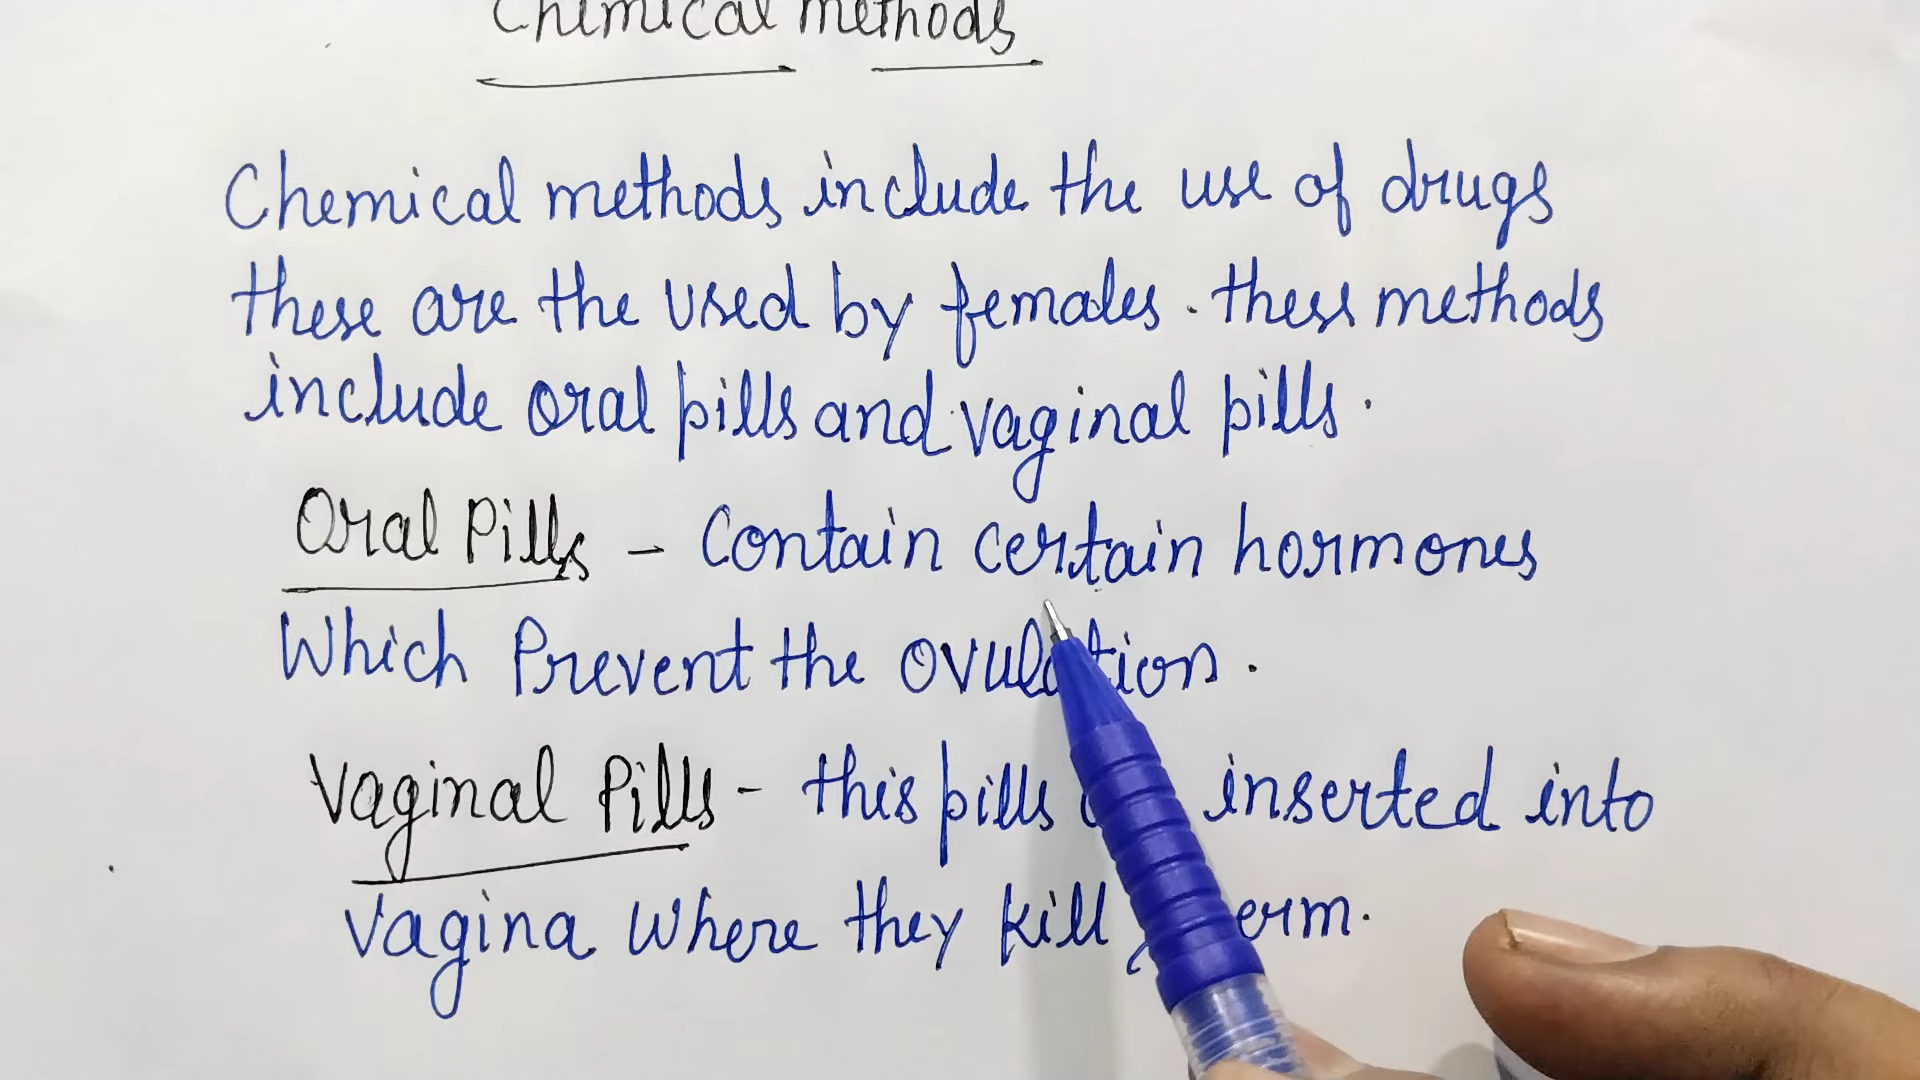 Chemical methods
Chemical methods include the use of drugs
these are the used by females. these methods
include oral pills and vaginal pills.
Oral Pills - Contain certain hormones
Which Prevent the ovulation.
Vaginal Pills - this pills inserted into
vagina where they kill